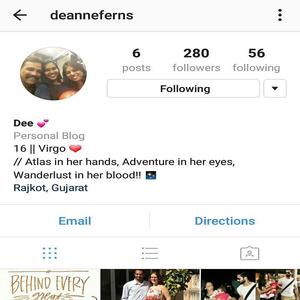 deanneferns
6 280 56
posts followers following
Following
Dee 💕
Personal Blog
16 || Virgo ❤
// Atlas in her hands, Adventure in her eyes,
Wanderlust in her blood!! 🌌
Rajkot, Gujarat
Email Directions
BEHIND EVERY
great